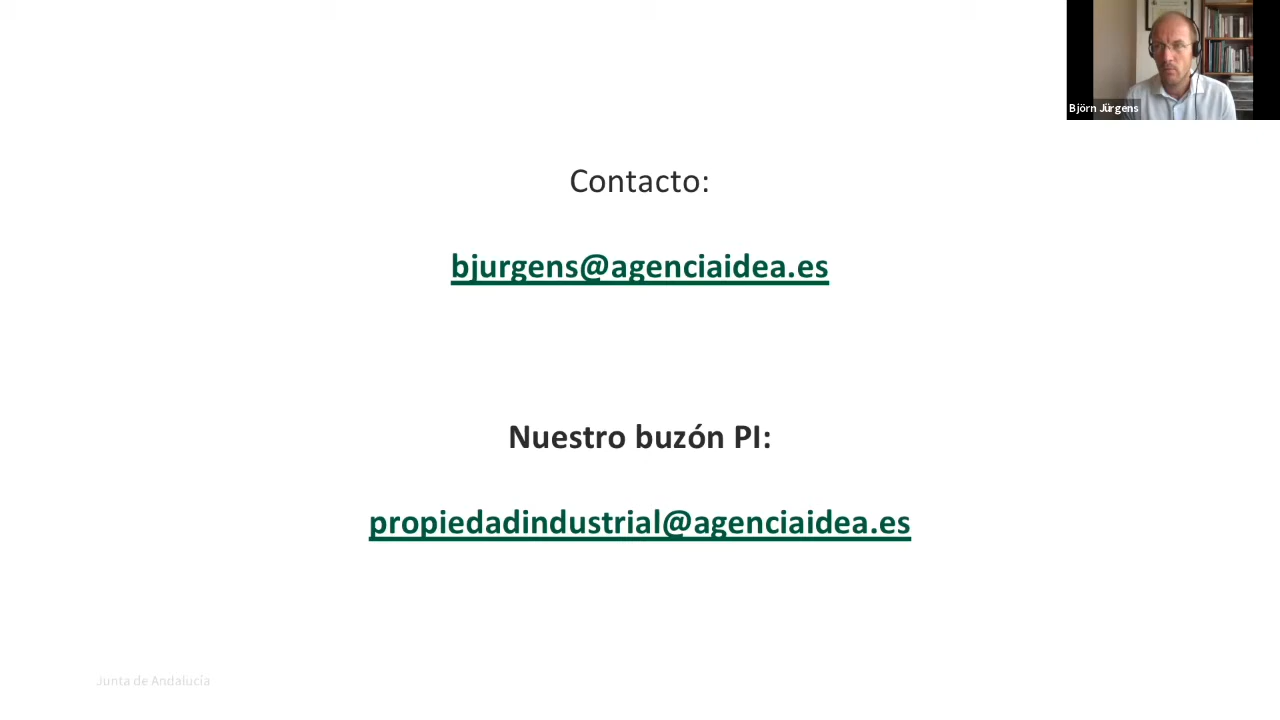 Björn Jürgens
Contacto:
bjurgens@agenciaidea.es
Nuestro buzón PI:
propiedadindustrial@agenciaidea.es
Junta de Andalucía